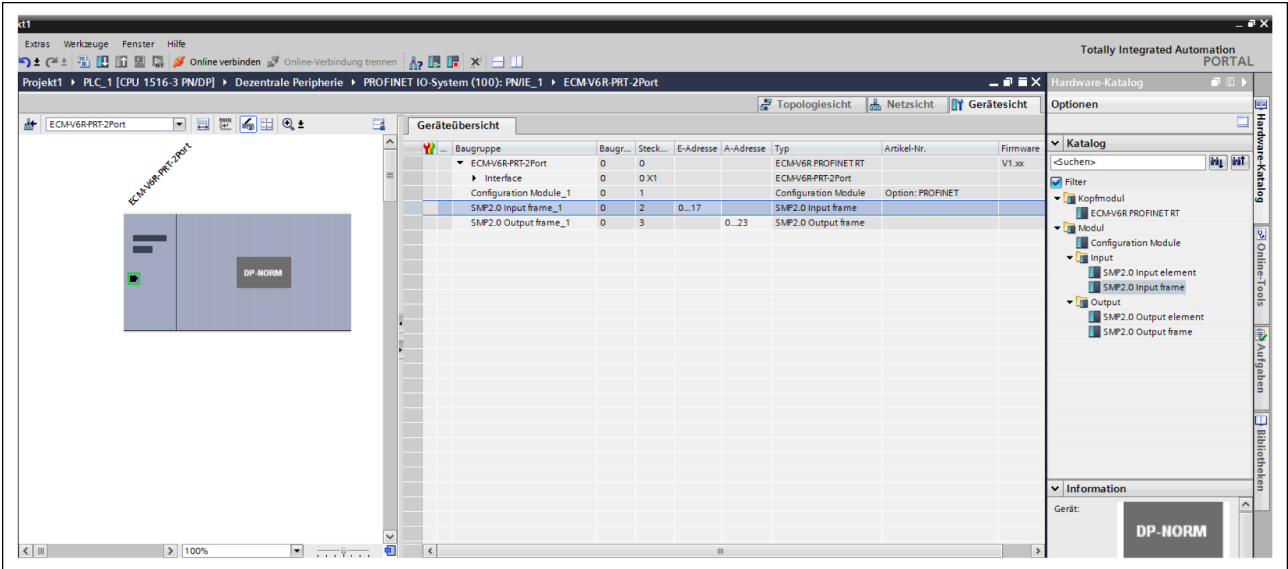 kt1
Extras Werkzeuge Fenster Hilfe
Totally Integrated Automation
PORTAL
Online verbinden Online-Verbindung trennen
Projekt1 PLC_1 [CPU 1516-3 PN/DP] Dezentrale Peripherie PROFINET IO-System (100): PN/IE_1 ECM-V6R-PRT-2Port
Hardware-Katalog
Topologiesicht Netzsicht Gerätesicht
Optionen
ECM-V6R-PRT-2Port
Geräteübersicht
... Baugruppe Baugr... Steck... E-Adresse A-Adresse Typ Artikel-Nr. Firmware
ECM-V6R-PRT-2Port 0 0 ECM-V6R PROFINET RT V1.xx
Interface 0 0 X1 ECM-V6R-PRT-2Port
Configuration Module_1 0 1 Configuration Module Option: PROFINET
SMP2.0 Input frame_1 0 2 0...17 SMP2.0 Input frame
SMP2.0 Output frame_1 0 3 0...23 SMP2.0 Output frame
ECM-V6R-PRT-2Port
DP-NORM
100%
Katalog
<Suchen>
Filter
Kopfmodul
ECM-V6R PROFINET RT
Modul
Configuration Module
Input
SMP2.0 Input element
SMP2.0 Input frame
Output
SMP2.0 Output element
SMP2.0 Output frame
Information
Gerät:
DP-NORM
Hardware-Katalog
Online-Tools
Aufgaben
Bibliotheken